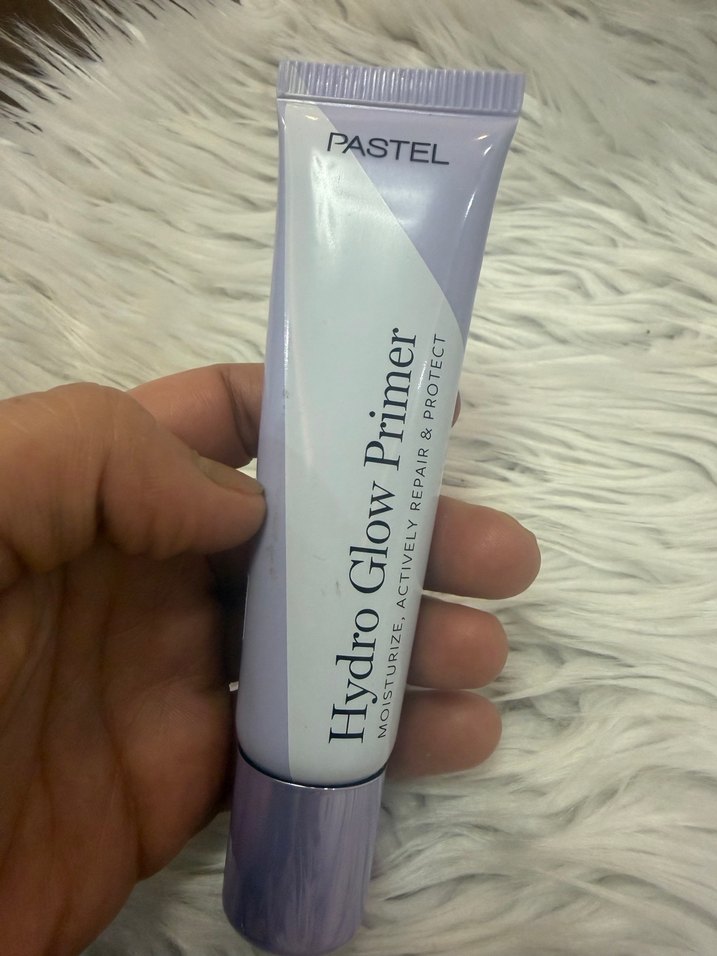 PASTEL
Hydro Glow Primer
MOISTURIZE, ACTIVELY REPAIR & PROTECT